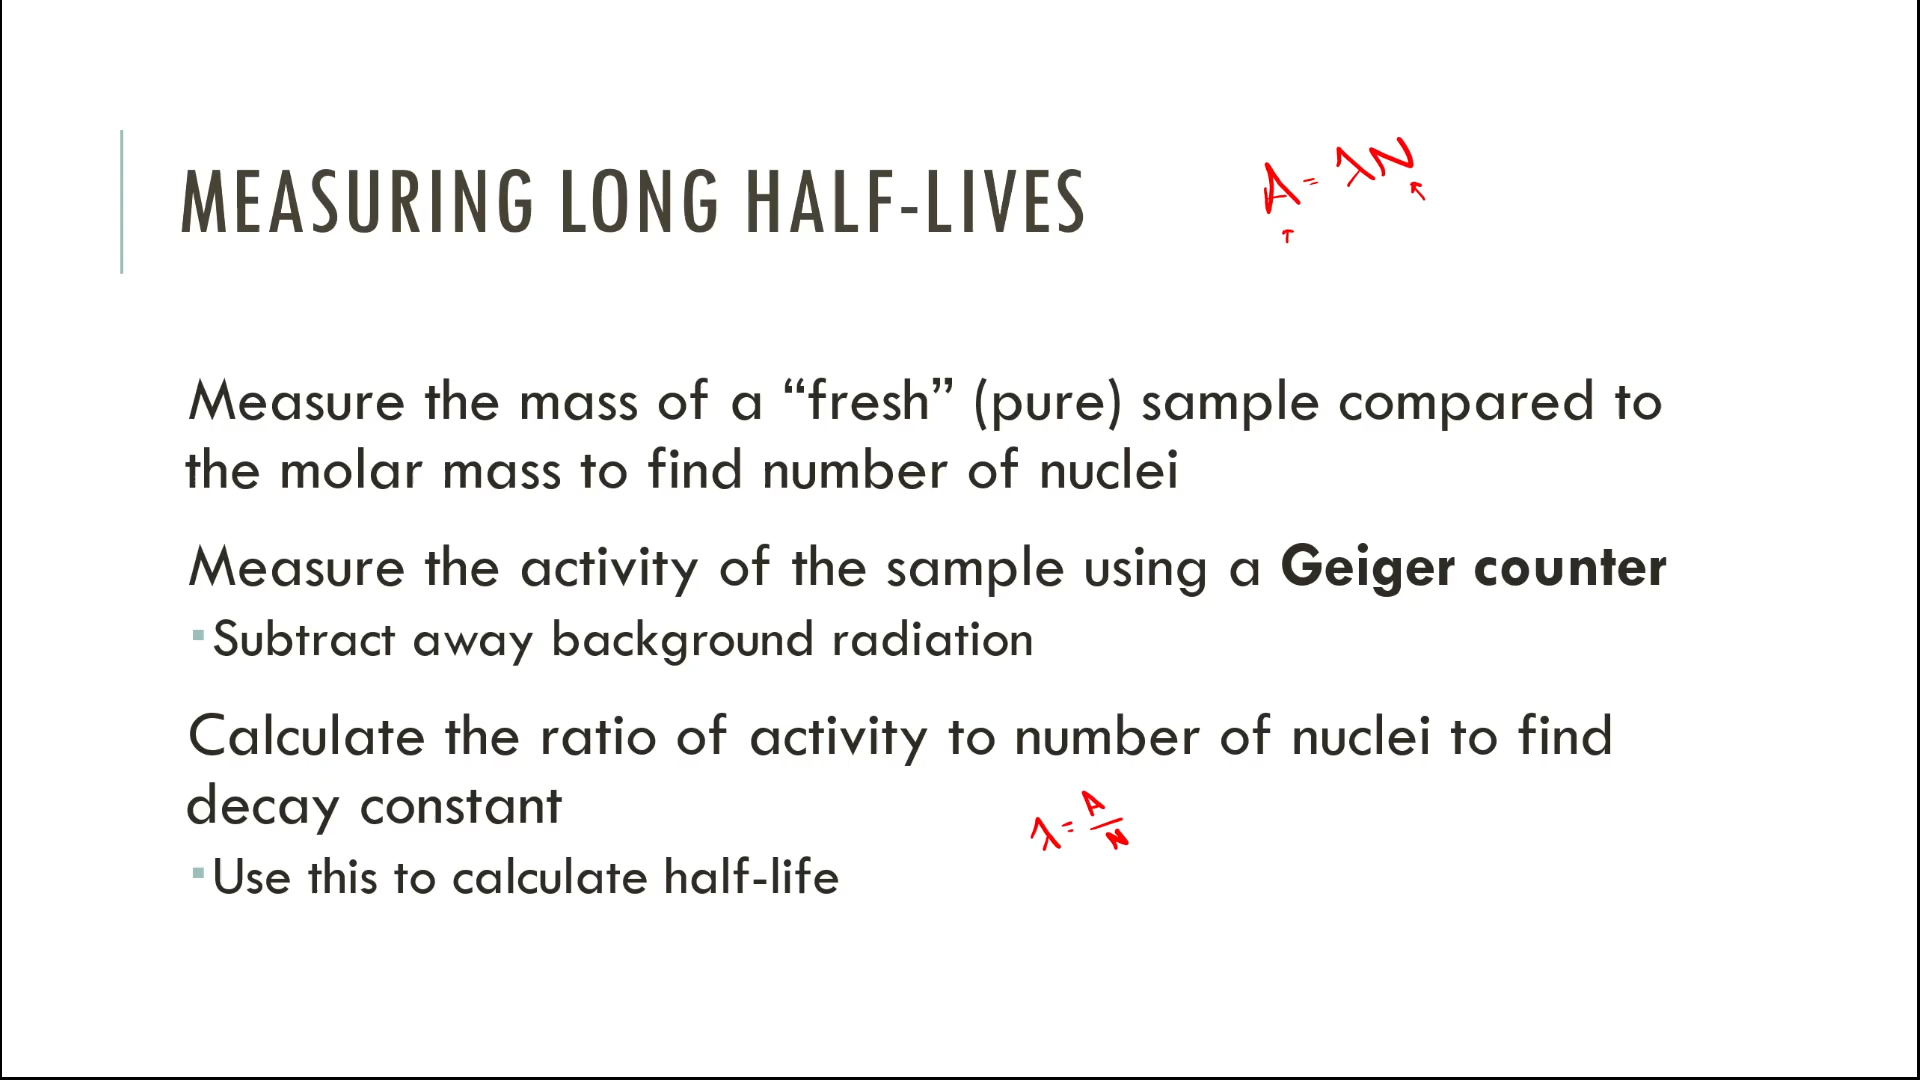 MEASURING LONG HALF-LIVES
A = λN
Measure the mass of a “fresh” (pure) sample compared to
the molar mass to find number of nuclei
Measure the activity of the sample using a Geiger counter
▪Subtract away background radiation
Calculate the ratio of activity to number of nuclei to find
decay constant
λ = A/N
▪Use this to calculate half-life